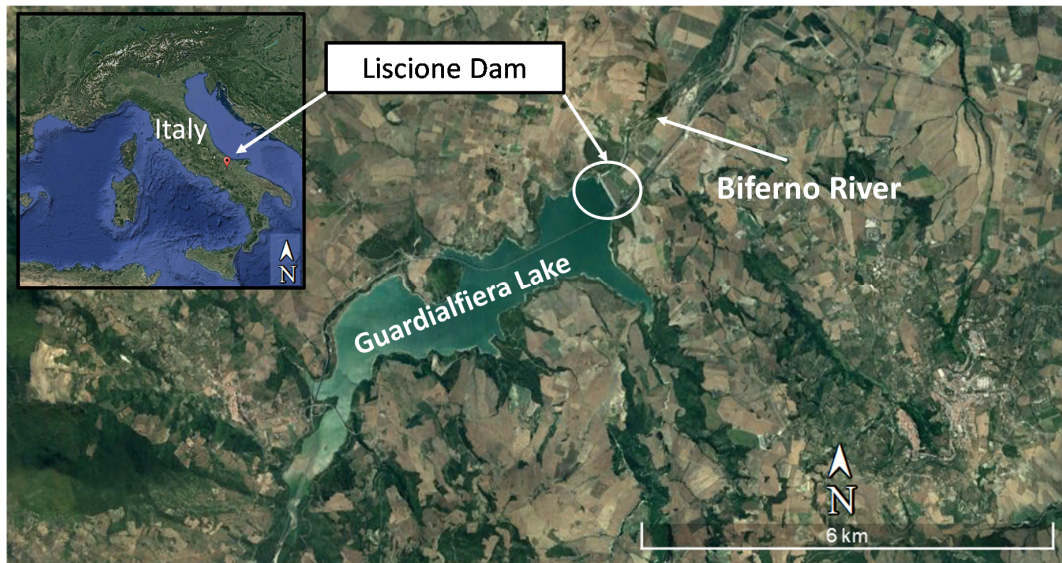 Liscione Dam
Italy
Biferno River
Guardialfiera Lake
N
N
6 km